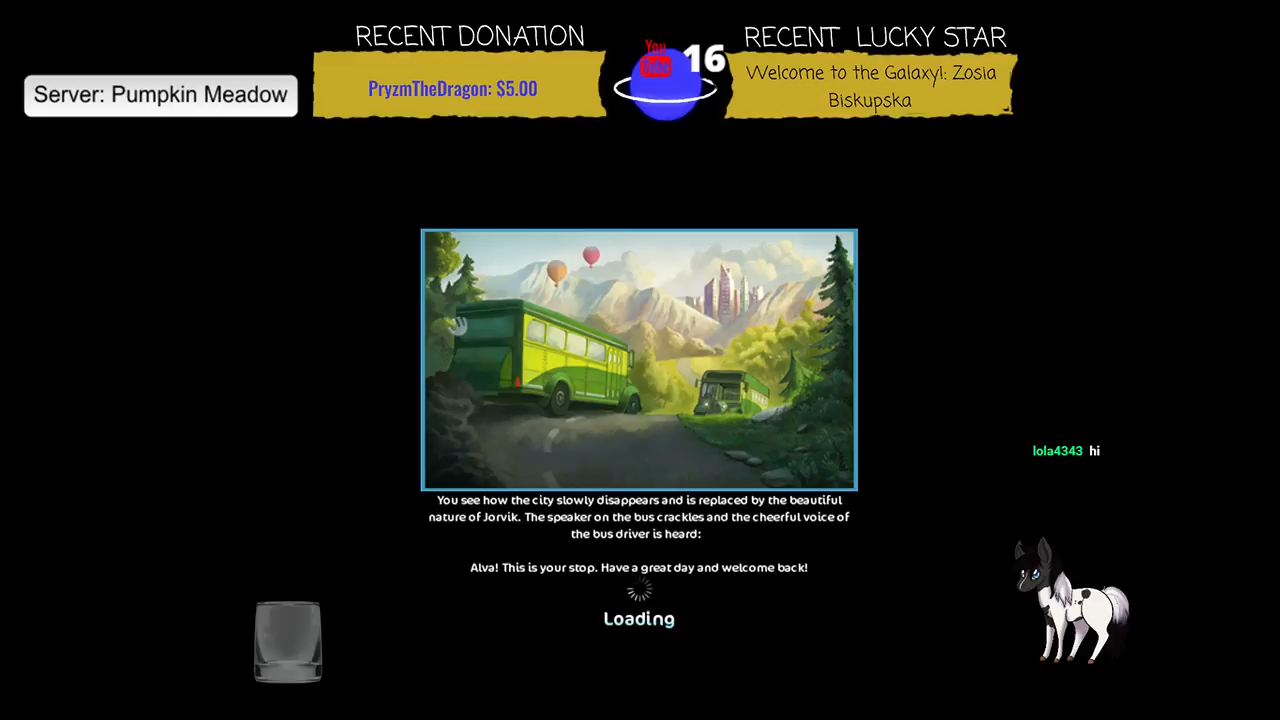 RECENT DONATION
RECENT LUCKY STAR
You
Tube
16
Server: Pumpkin Meadow
PryzmTheDragon: $5.00
Welcome to the Galaxy!: Zosia
Biskupska
lola4343 hi
You see how the city slowly disappears and is replaced by the beautiful
nature of Jorvik. The speaker on the bus crackles and the cheerful voice of
the bus driver is heard:
Alva! This is your stop. Have a great day and welcome back!
Loading